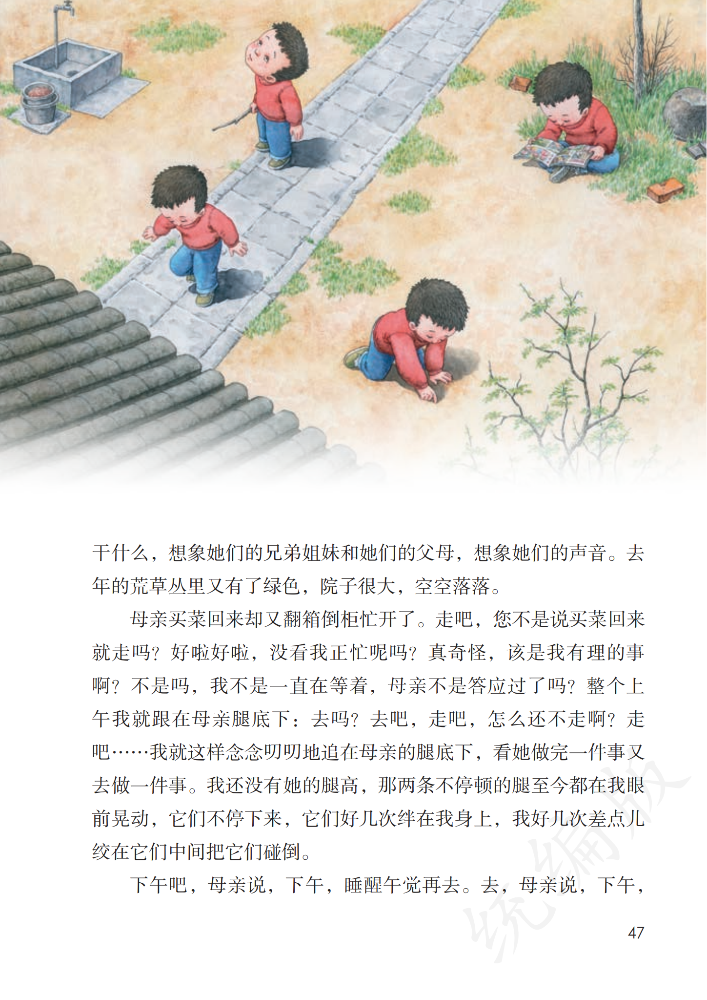 干什么，想象她们的兄弟姐妹和她们的父母，想象她们的声音。去
年的荒草丛里又有了绿色，院子很大，空空落落。
母亲买菜回来却又翻箱倒柜忙开了。走吧，您不是说买菜回来
就走吗？好啦好啦，没看我正忙呢吗？真奇怪，该是我有理的事
啊？不是吗，我不是一直在等着，母亲不是答应过了吗？整个上
午我就跟在母亲腿底下：去吗？去吧，走吧，怎么还不走啊？走
吧……我就这样念念叨叨地追在母亲的腿底下，看她做完一件事又
去做一件事。我还没有她的腿高，那两条不停顿的腿至今都在我眼
前晃动，它们不停下来，它们好几次绊在我身上，我好几次差点儿
绞在它们中间把它们碰倒。
下午吧，母亲说，下午，睡醒午觉再去。去，母亲说，下午，
47
统编版